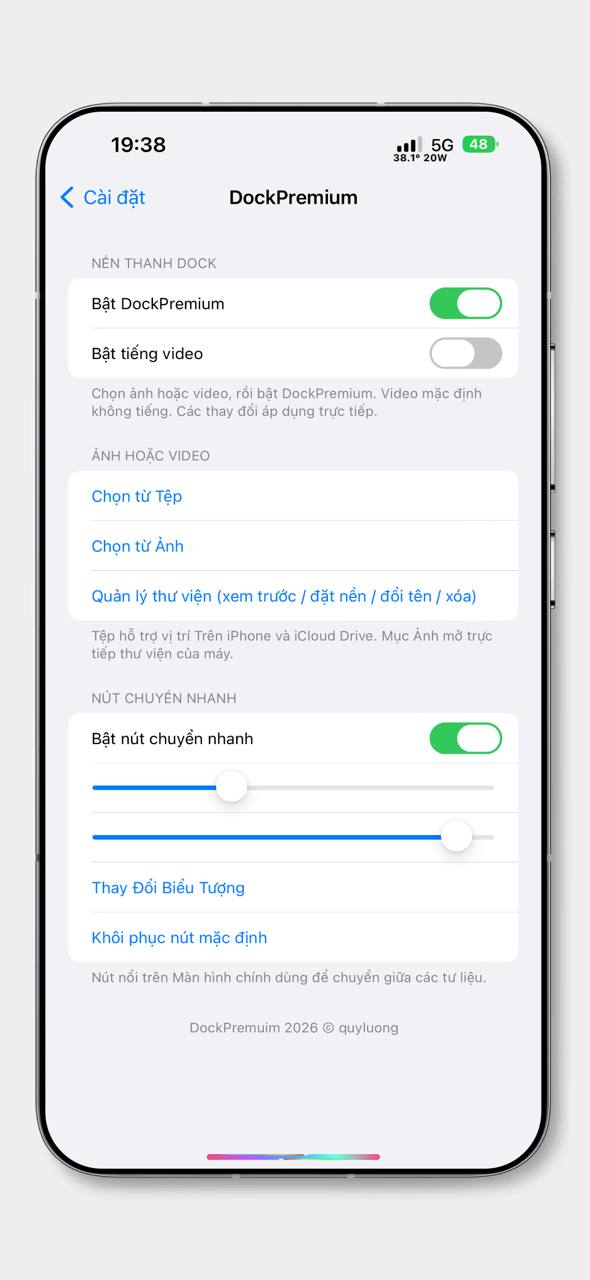 19:38
5G 48
38.1º 20W
Cài đặt
DockPremium
NỀN THANH DOCK
Bật DockPremium
Bật tiếng video
Chọn ảnh hoặc video, rồi bật DockPremium. Video mặc định
không tiếng. Các thay đổi áp dụng trực tiếp.
ẢNH HOẶC VIDEO
Chọn từ Tệp
Chọn từ Ảnh
Quản lý thư viện (xem trước / đặt nền / đổi tên / xóa)
Tệp hỗ trợ vị trí Trên iPhone và iCloud Drive. Mục Ảnh mở trực
tiếp thư viện của máy.
NÚT CHUYỂN NHANH
Bật nút chuyển nhanh
Thay Đổi Biểu Tượng
Khôi phục nút mặc định
Nút nổi trên Màn hình chính dùng để chuyển giữa các tư liệu.
DockPremuim 2026 © quyluong